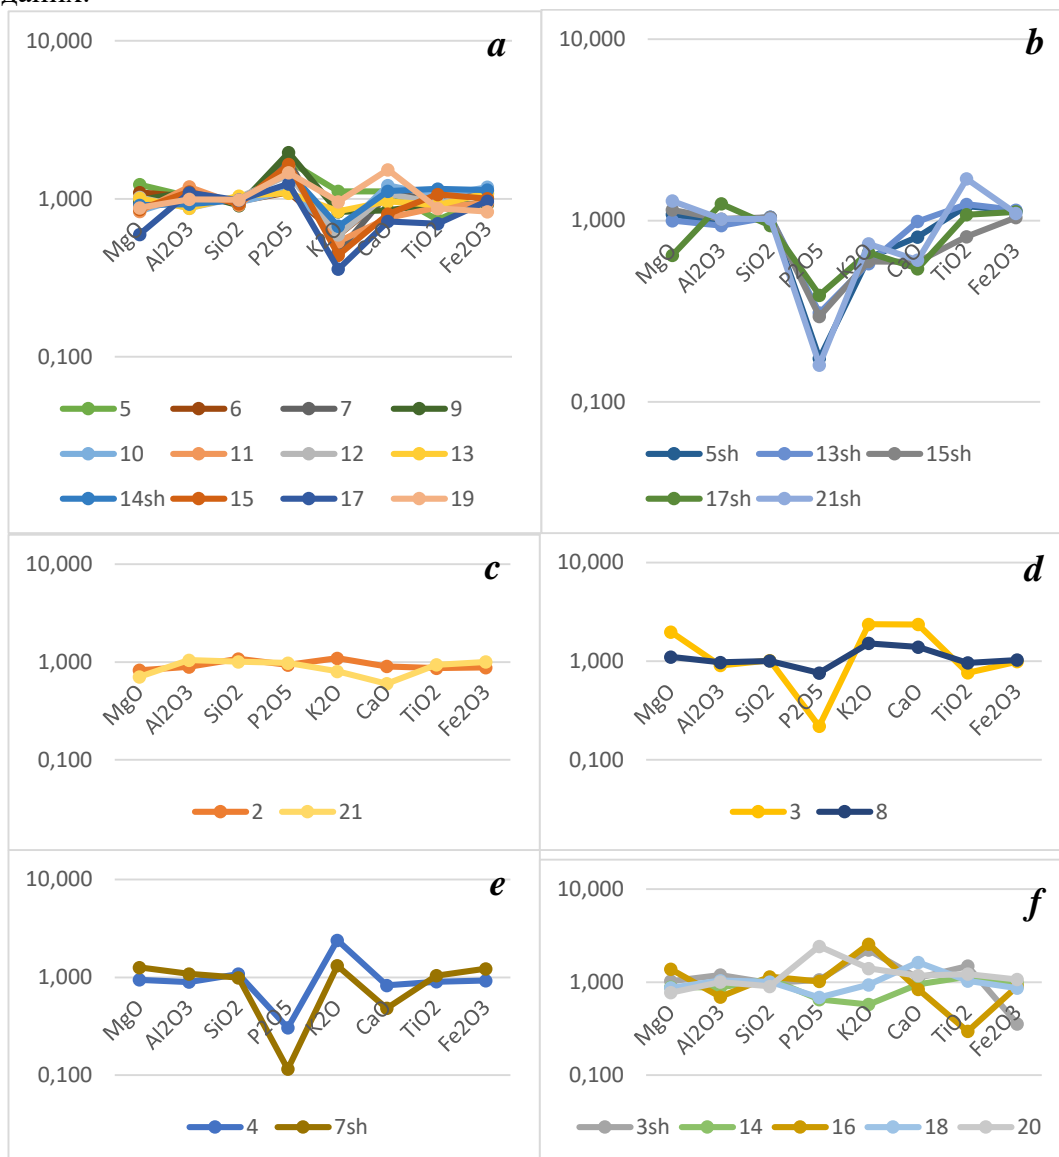 дания.
a
10,000
1,000
0,100
MgO Al2O3 SiO2 P2O5 K2O CaO TiO2 Fe2O3
5 6 7 9
10 11 12 13
14sh 15 17 19
b
10,000
1,000
0,100
MgO Al2O3 SiO2 P2O5 K2O CaO TiO2 Fe2O3
5sh 13sh 15sh
17sh 21sh
c
10,000
1,000
0,100
MgO Al2O3 SiO2 P2O5 K2O CaO TiO2 Fe2O3
2 21
d
10,000
1,000
0,100
MgO Al2O3 SiO2 P2O5 K2O CaO TiO2 Fe2O3
3 8
e
10,000
1,000
0,100
MgO Al2O3 SiO2 P2O5 K2O CaO TiO2 Fe2O3
4 7sh
f
10,000
1,000
0,100
MgO Al2O3 SiO2 P2O5 K2O CaO TiO2 Fe2O3
3sh 14 16 18 20